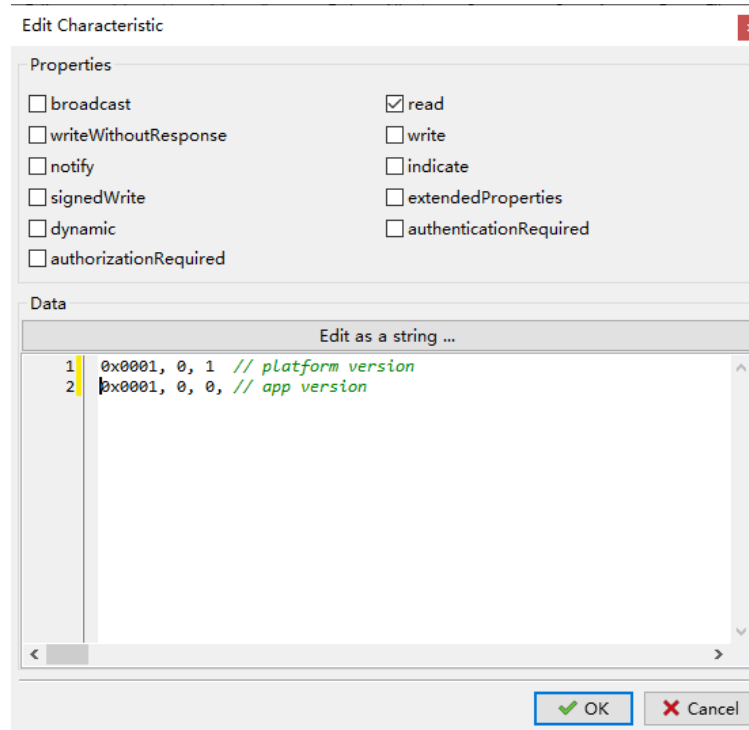 Edit Characteristic
Properties
broadcast
read
writeWithoutResponse
write
notify
indicate
signedWrite
extendedProperties
dynamic
authenticationRequired
authorizationRequired
Data
Edit as a string ...
1 0x0001, 0, 1 // platform version
2 0x0001, 0, 0, // app version
OK
Cancel